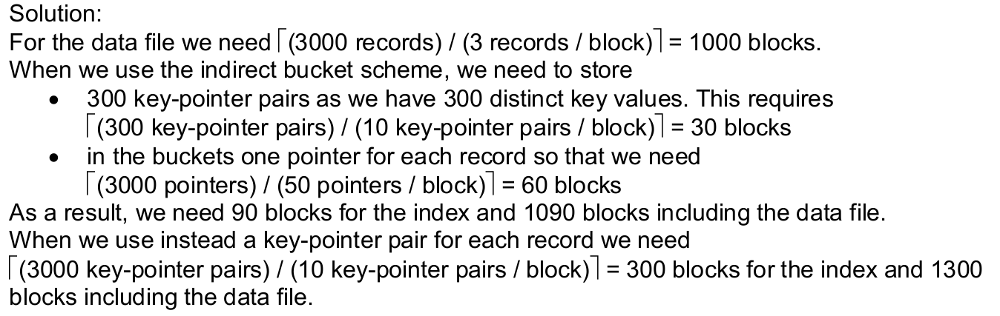 Solution:
For the data file we need ⌈(3000 records) / (3 records / block)⌉ = 1000 blocks.
When we use the indirect bucket scheme, we need to store
• 300 key-pointer pairs as we have 300 distinct key values. This requires
⌈(300 key-pointer pairs) / (10 key-pointer pairs / block)⌉ = 30 blocks
• in the buckets one pointer for each record so that we need
⌈(3000 pointers) / (50 pointers / block)⌉ = 60 blocks
As a result, we need 90 blocks for the index and 1090 blocks including the data file.
When we use instead a key-pointer pair for each record we need
⌈(3000 key-pointer pairs) / (10 key-pointer pairs / block)⌉ = 300 blocks for the index and 1300
blocks including the data file.